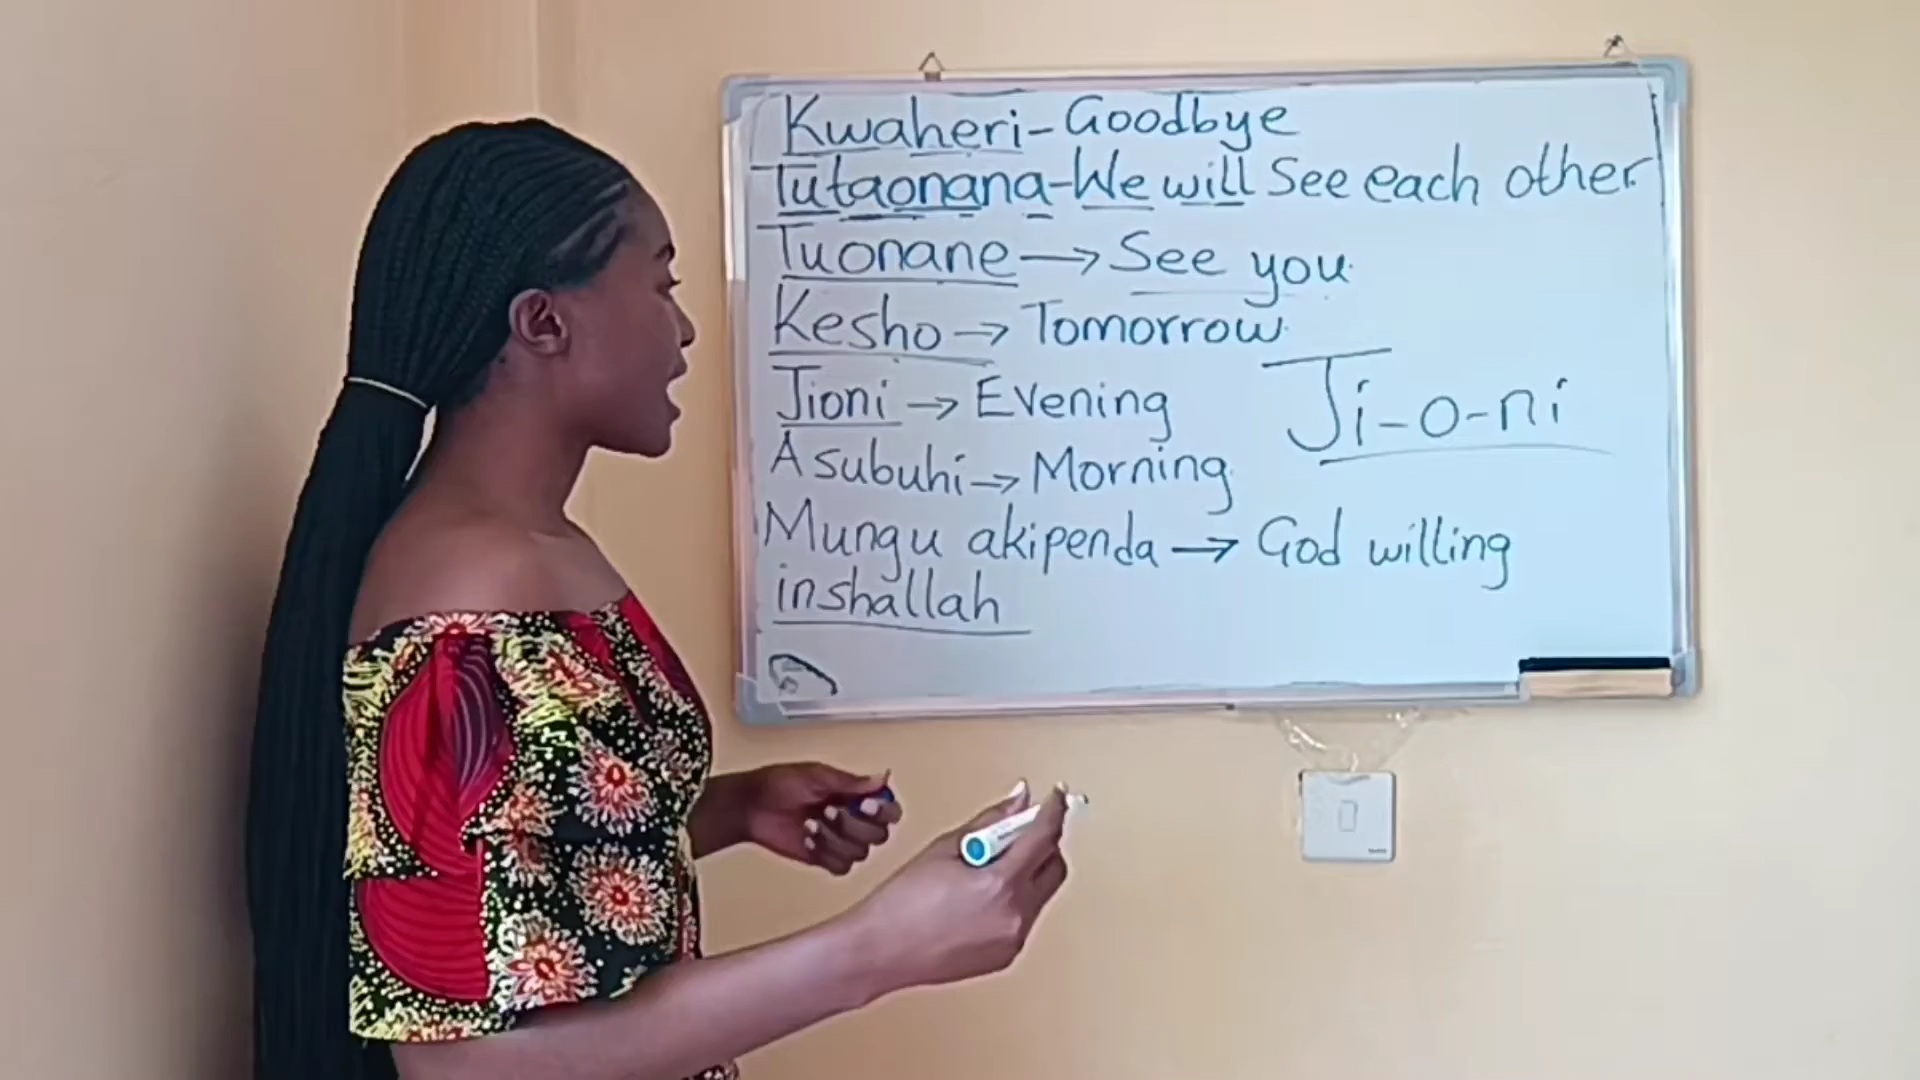 Kwaheri - Goodbye
Tutaonana - We will See each other.
Tuonane → See you.
Kesho → Tomorrow.
Jioni → Evening
Ji-o-ni
Asubuhi → Morning.
Mungu akipenda → God willing
inshallah